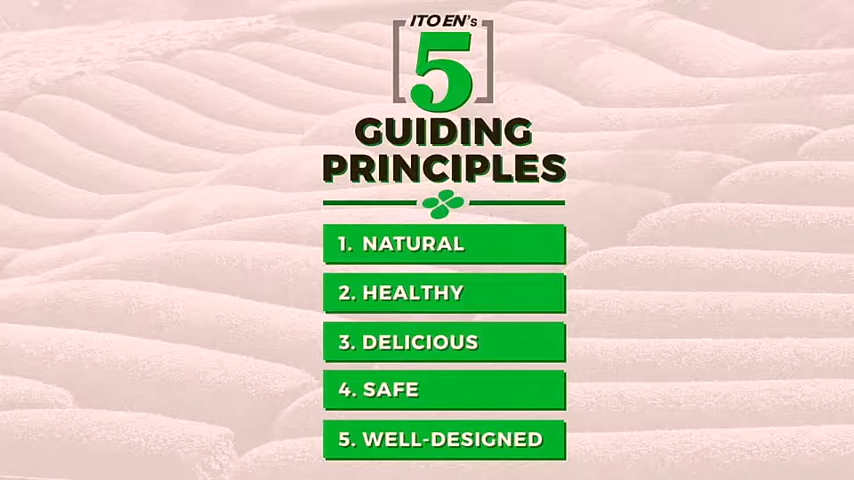 ITO EN's
5
GUIDING
PRINCIPLES
1. NATURAL
2. HEALTHY
3. DELICIOUS
4. SAFE
5. WELL-DESIGNED